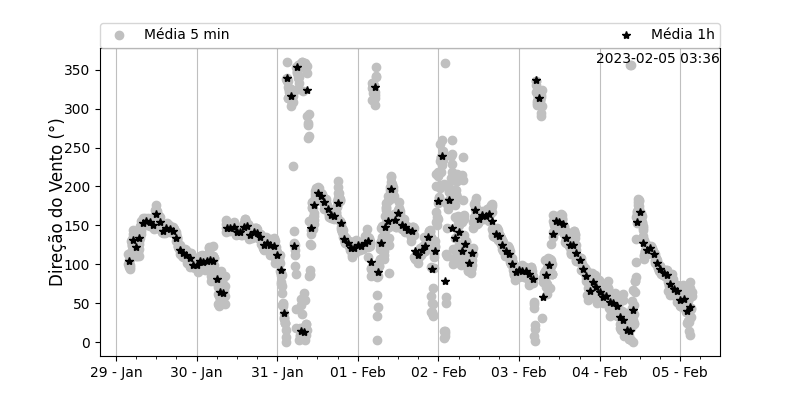 Média 5 min
Média 1h
2023-02-05 03:36
Direção do Vento (°)
350
300
250
200
150
100
50
0
29 - Jan
30 - Jan
31 - Jan
01 - Feb
02 - Feb
03 - Feb
04 - Feb
05 - Feb